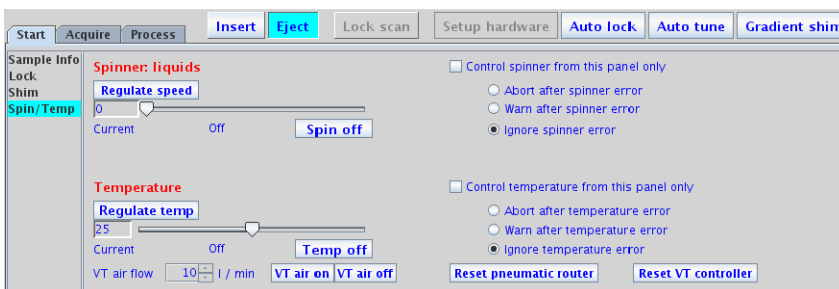 Start Acquire Process Insert Eject Lock scan Setup hardware Auto lock Auto tune Gradient shim
Sample Info
Lock
Shim
Spin/Temp
Spinner: liquids
Regulate speed
0
Current Off Spin off
Control spinner from this panel only
Abort after spinner error
Warn after spinner error
Ignore spinner error
Temperature
Regulate temp
25
Current Off Temp off
VT air flow 10 l / min VT air on VT air off
Control temperature from this panel only
Abort after temperature error
Warn after temperature error
Ignore temperature error
Reset pneumatic router Reset VT controller